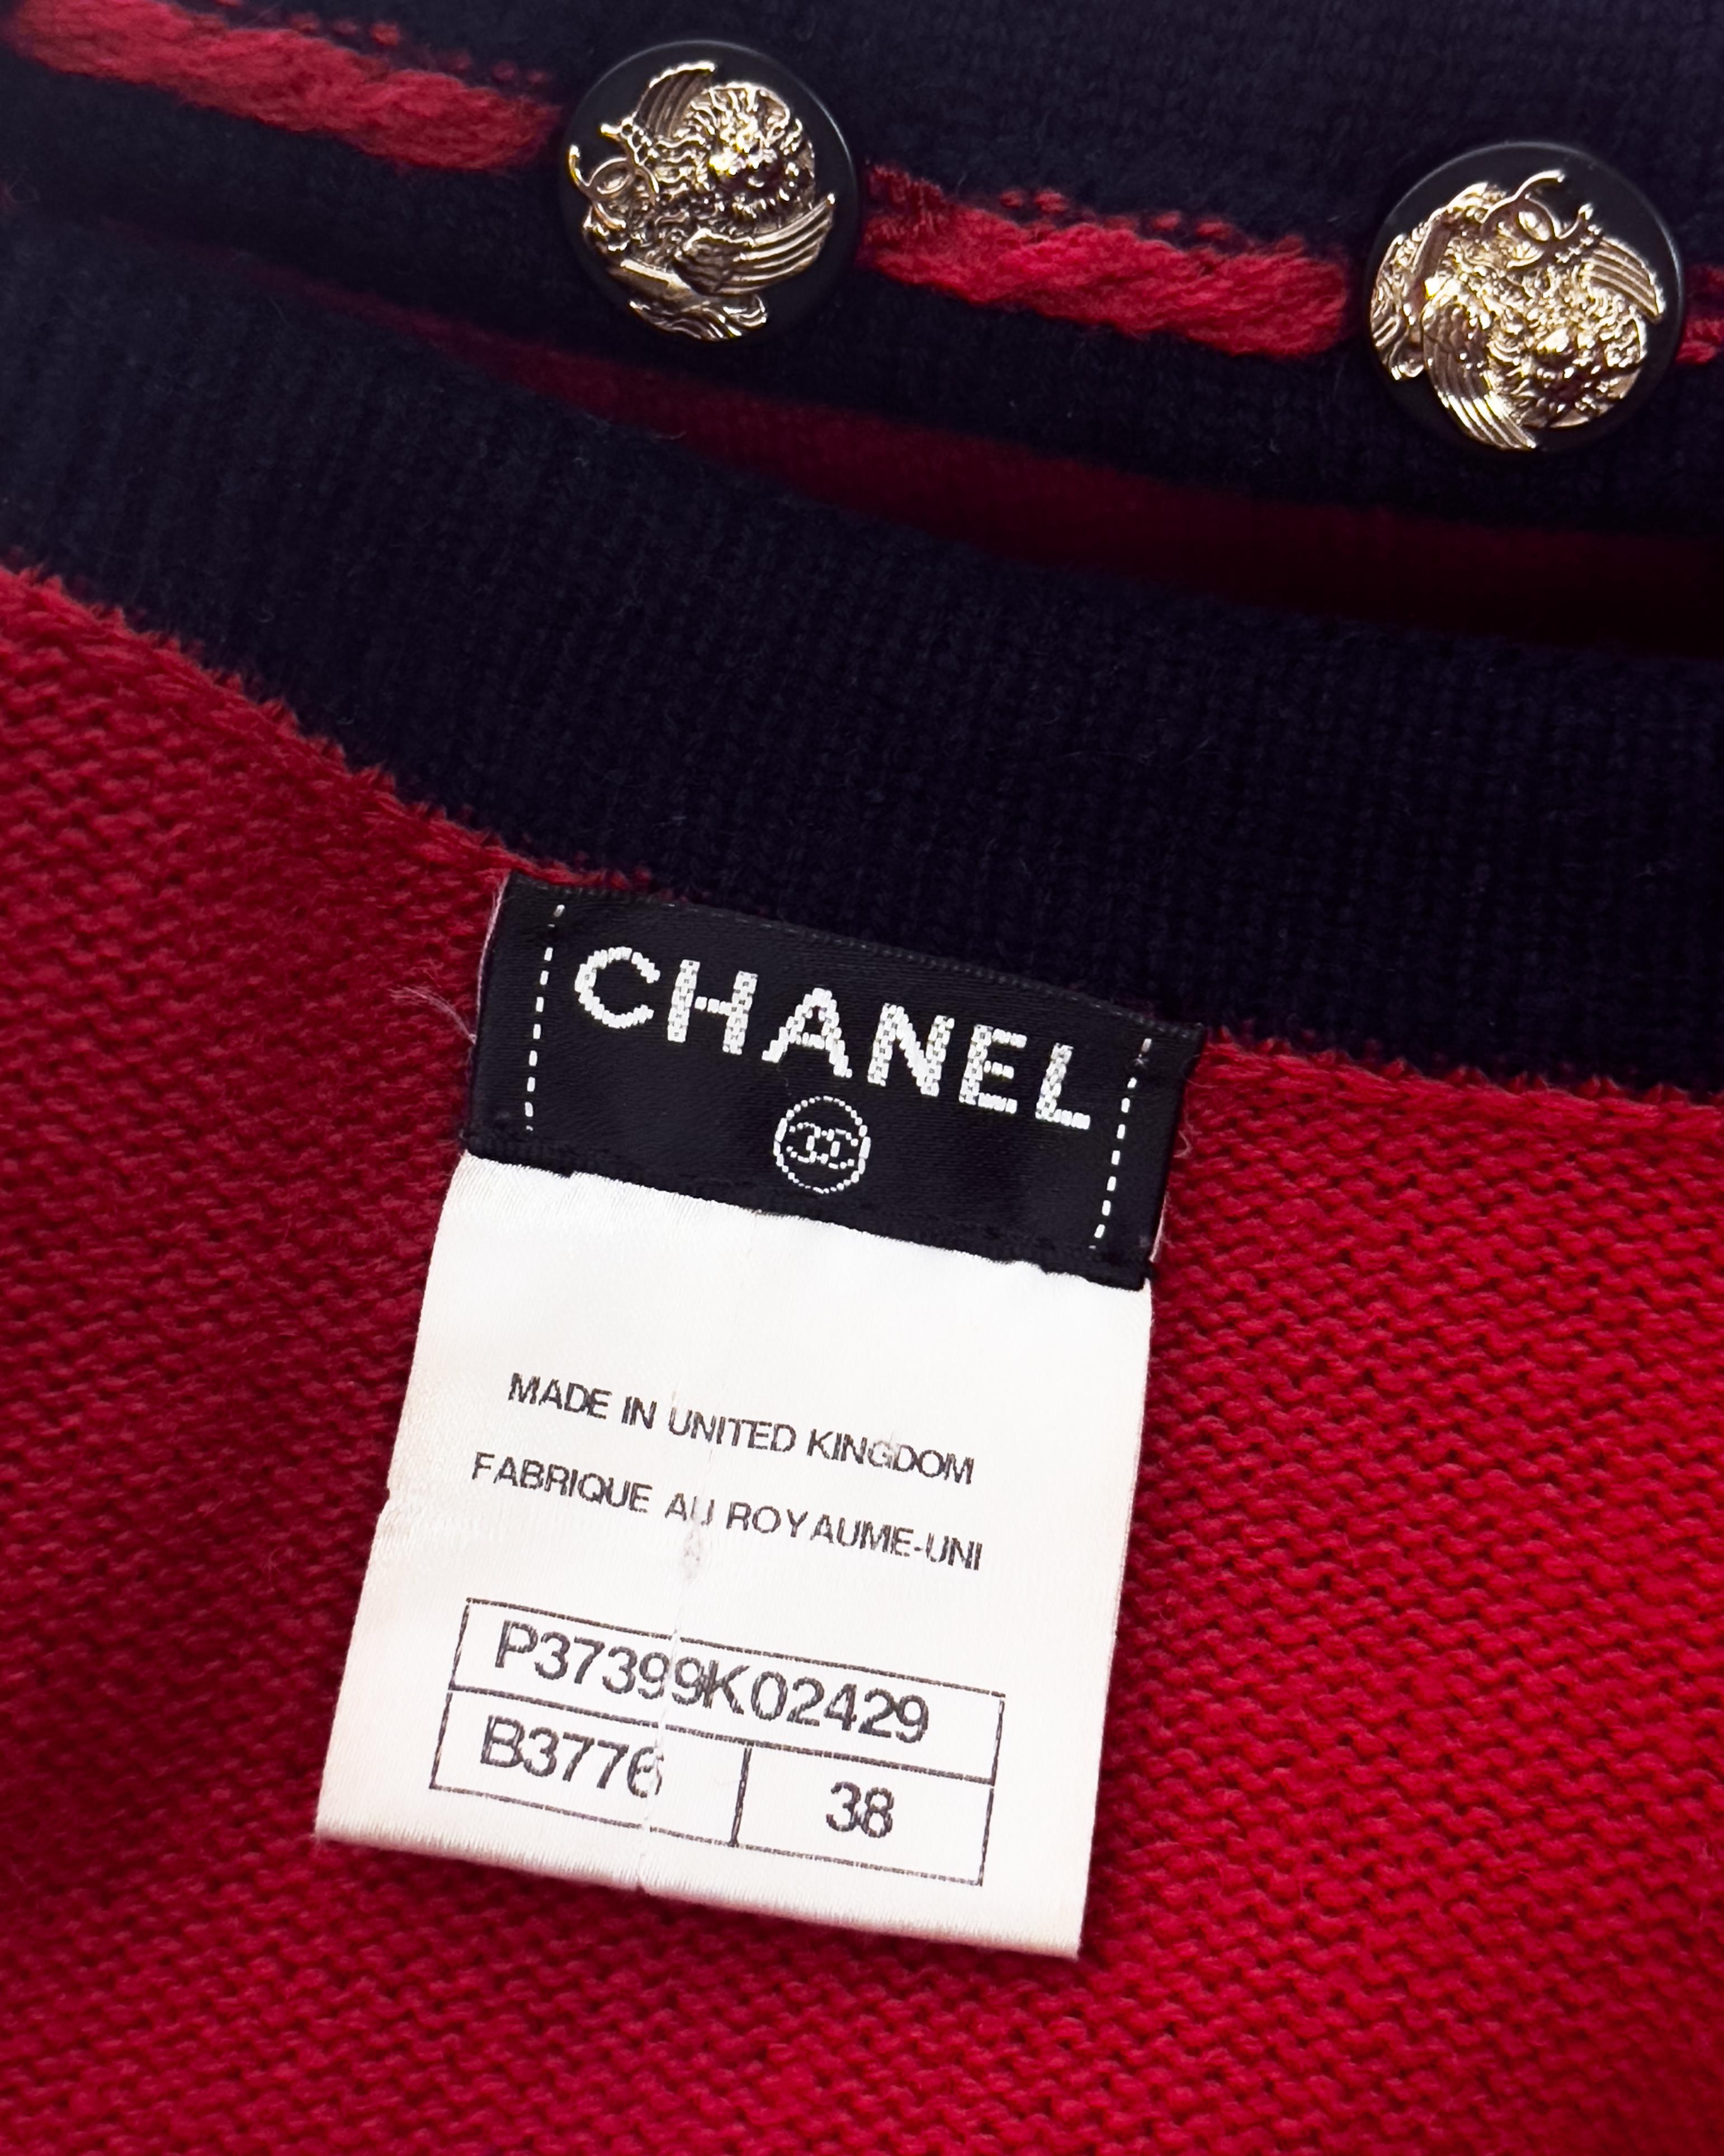 CHANEL
MADE IN UNITED KINGDOM
FABRIQUE AU ROYAUME-UNI
P37399K02429
B3776 38